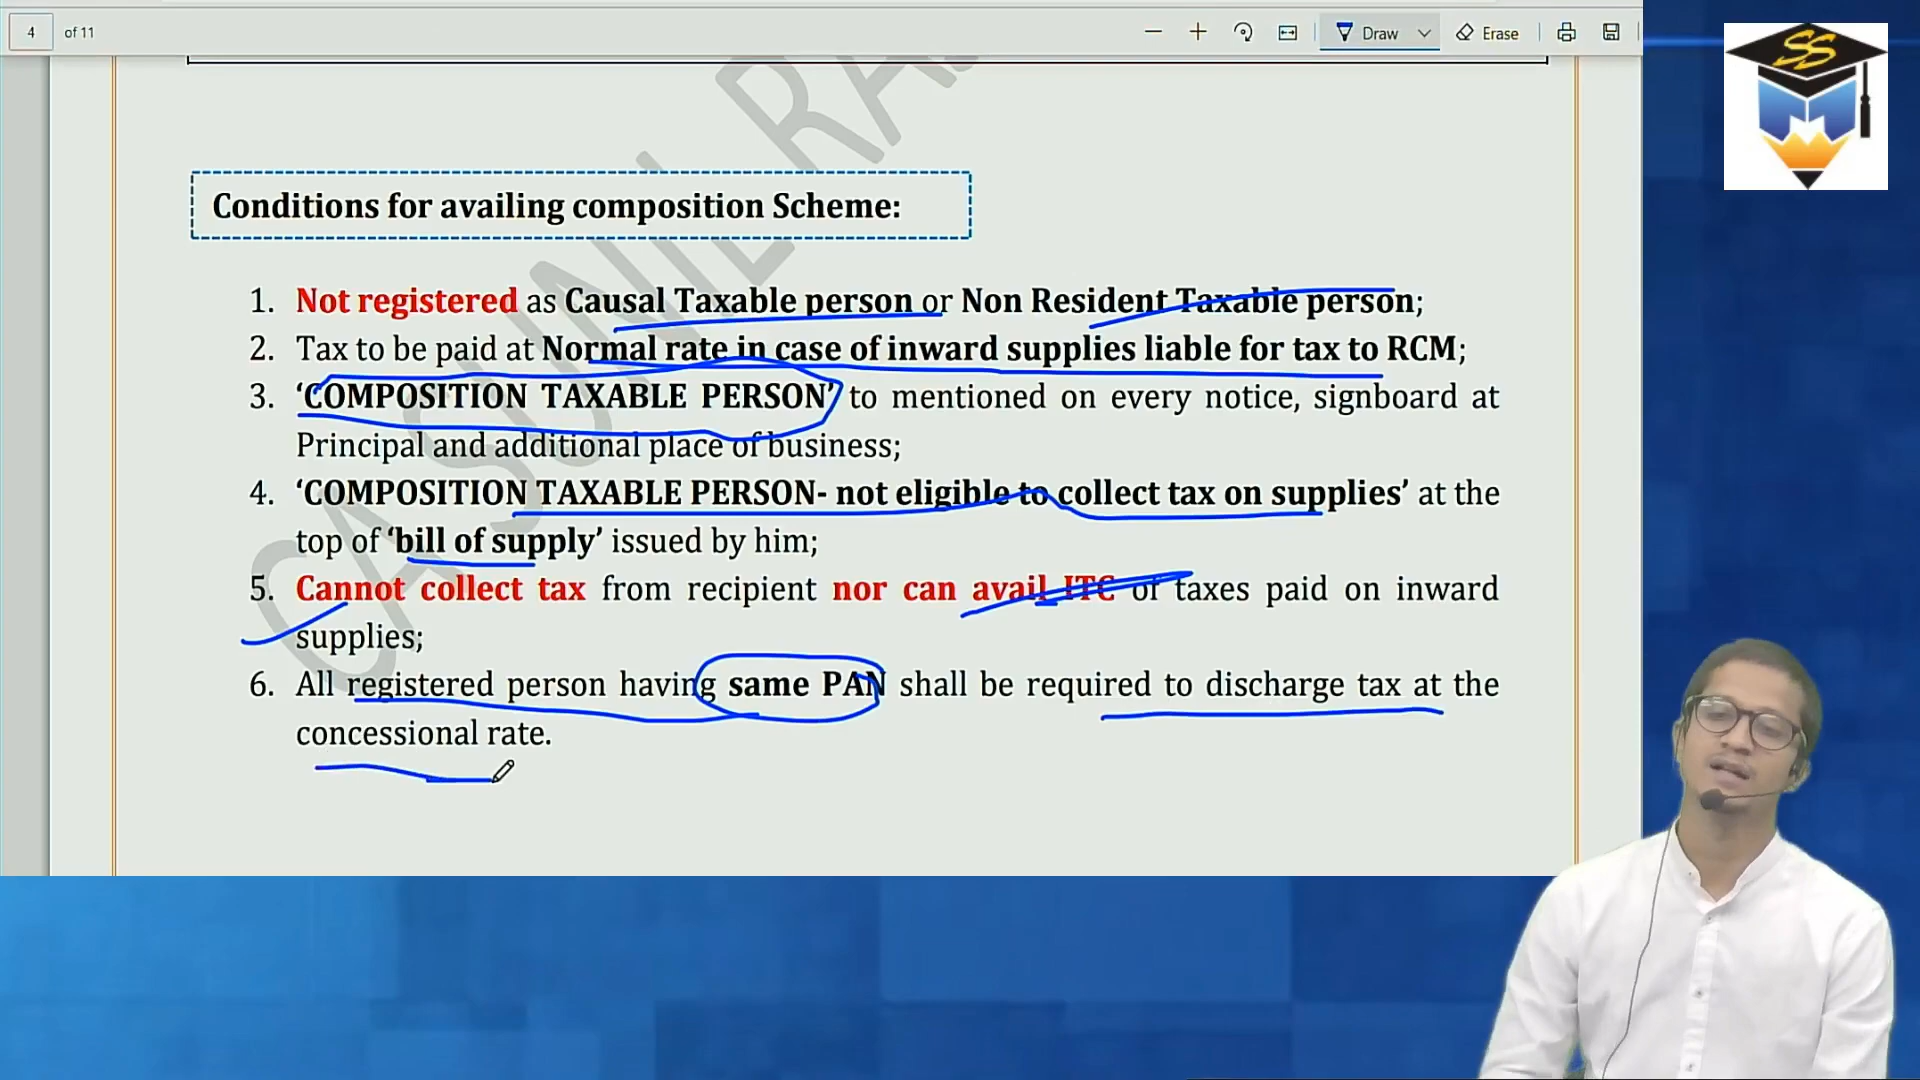 4 of 11 Draw Erase
SS
Conditions for availing composition Scheme:
1. Not registered as Causal Taxable person or Non Resident Taxable person;
2. Tax to be paid at Normal rate in case of inward supplies liable for tax to RCM;
3. ‘COMPOSITION TAXABLE PERSON’ to mentioned on every notice, signboard at
Principal and additional place of business;
4. ‘COMPOSITION TAXABLE PERSON- not eligible to collect tax on supplies’ at the
top of ‘bill of supply’ issued by him;
5. Cannot collect tax from recipient nor can avail ITC of taxes paid on inward
supplies;
6. All registered person having same PAN shall be required to discharge tax at the
concessional rate.
CA SUNIL